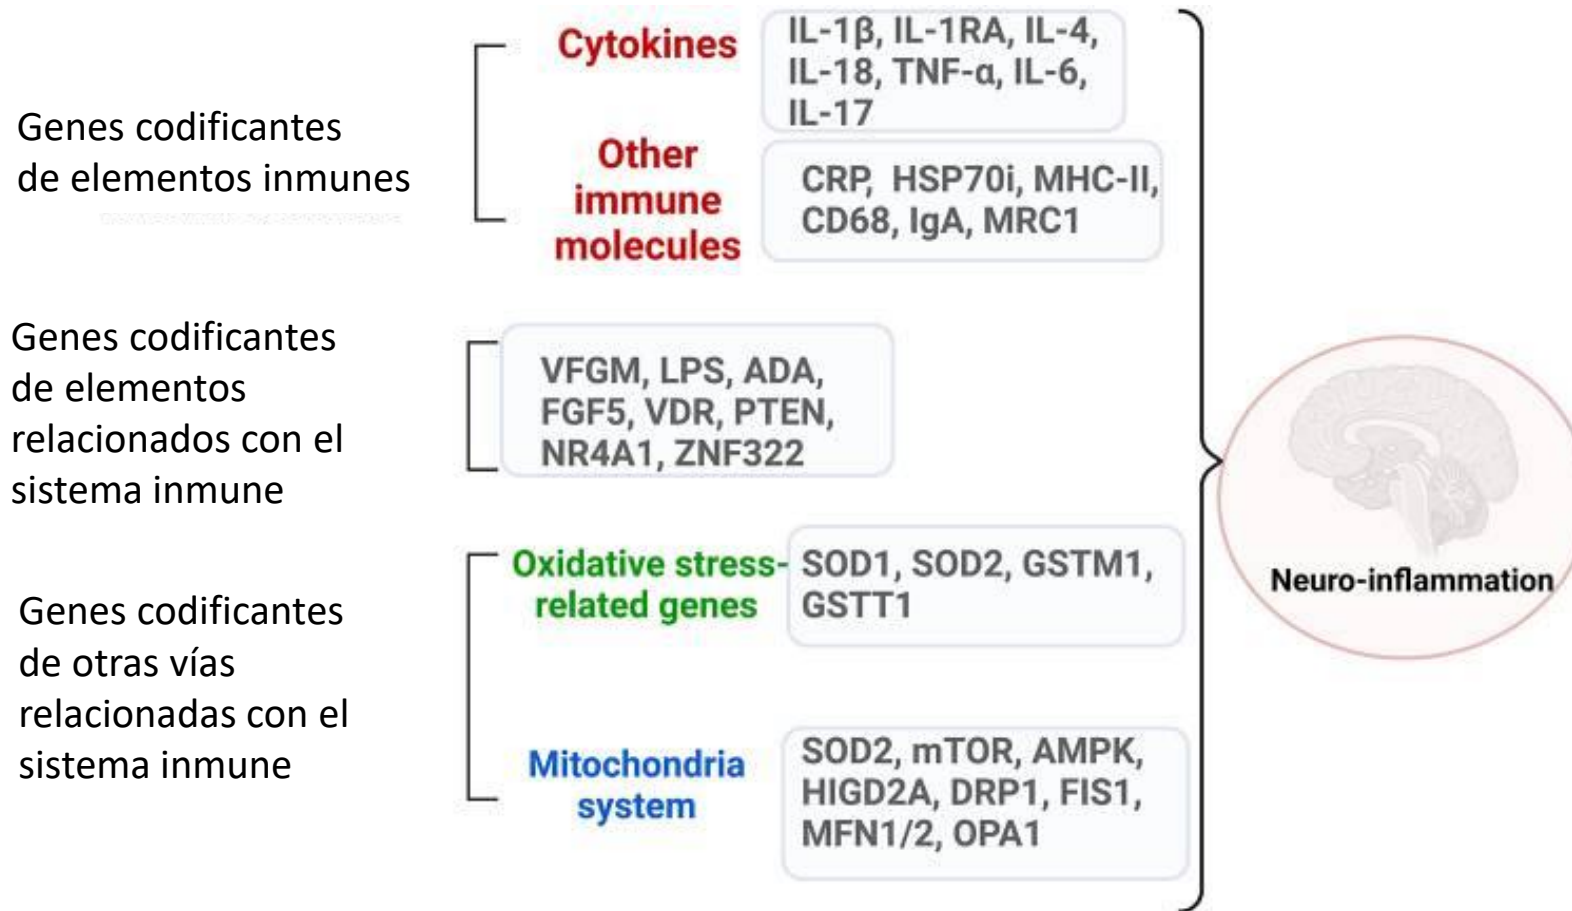 Genes codificantes
de elementos inmunes
Cytokines
IL-1β, IL-1RA, IL-4,
IL-18, TNF-α, IL-6,
IL-17
Other
immune
molecules
CRP, HSP70i, MHC-II,
CD68, IgA, MRC1
Genes codificantes
de elementos
relacionados con el
sistema inmune
VFGM, LPS, ADA,
FGF5, VDR, PTEN,
NR4A1, ZNF322
Genes codificantes
de otras vías
relacionadas con el
sistema inmune
Oxidative stress-
related genes
SOD1, SOD2, GSTM1,
GSTT1
Mitochondria
system
SOD2, mTOR, AMPK,
HIGD2A, DRP1, FIS1,
MFN1/2, OPA1
Neuro-inflammation